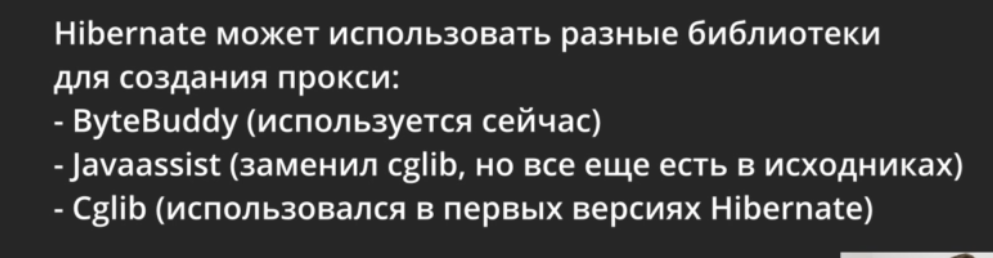 Hibernate может использовать разные библиотеки
для создания прокси:
- ByteBuddy (используется сейчас)
- Javaassist (заменил cglib, но все еще есть в исходниках)
- Cglib (использовался в первых версиях Hibernate)